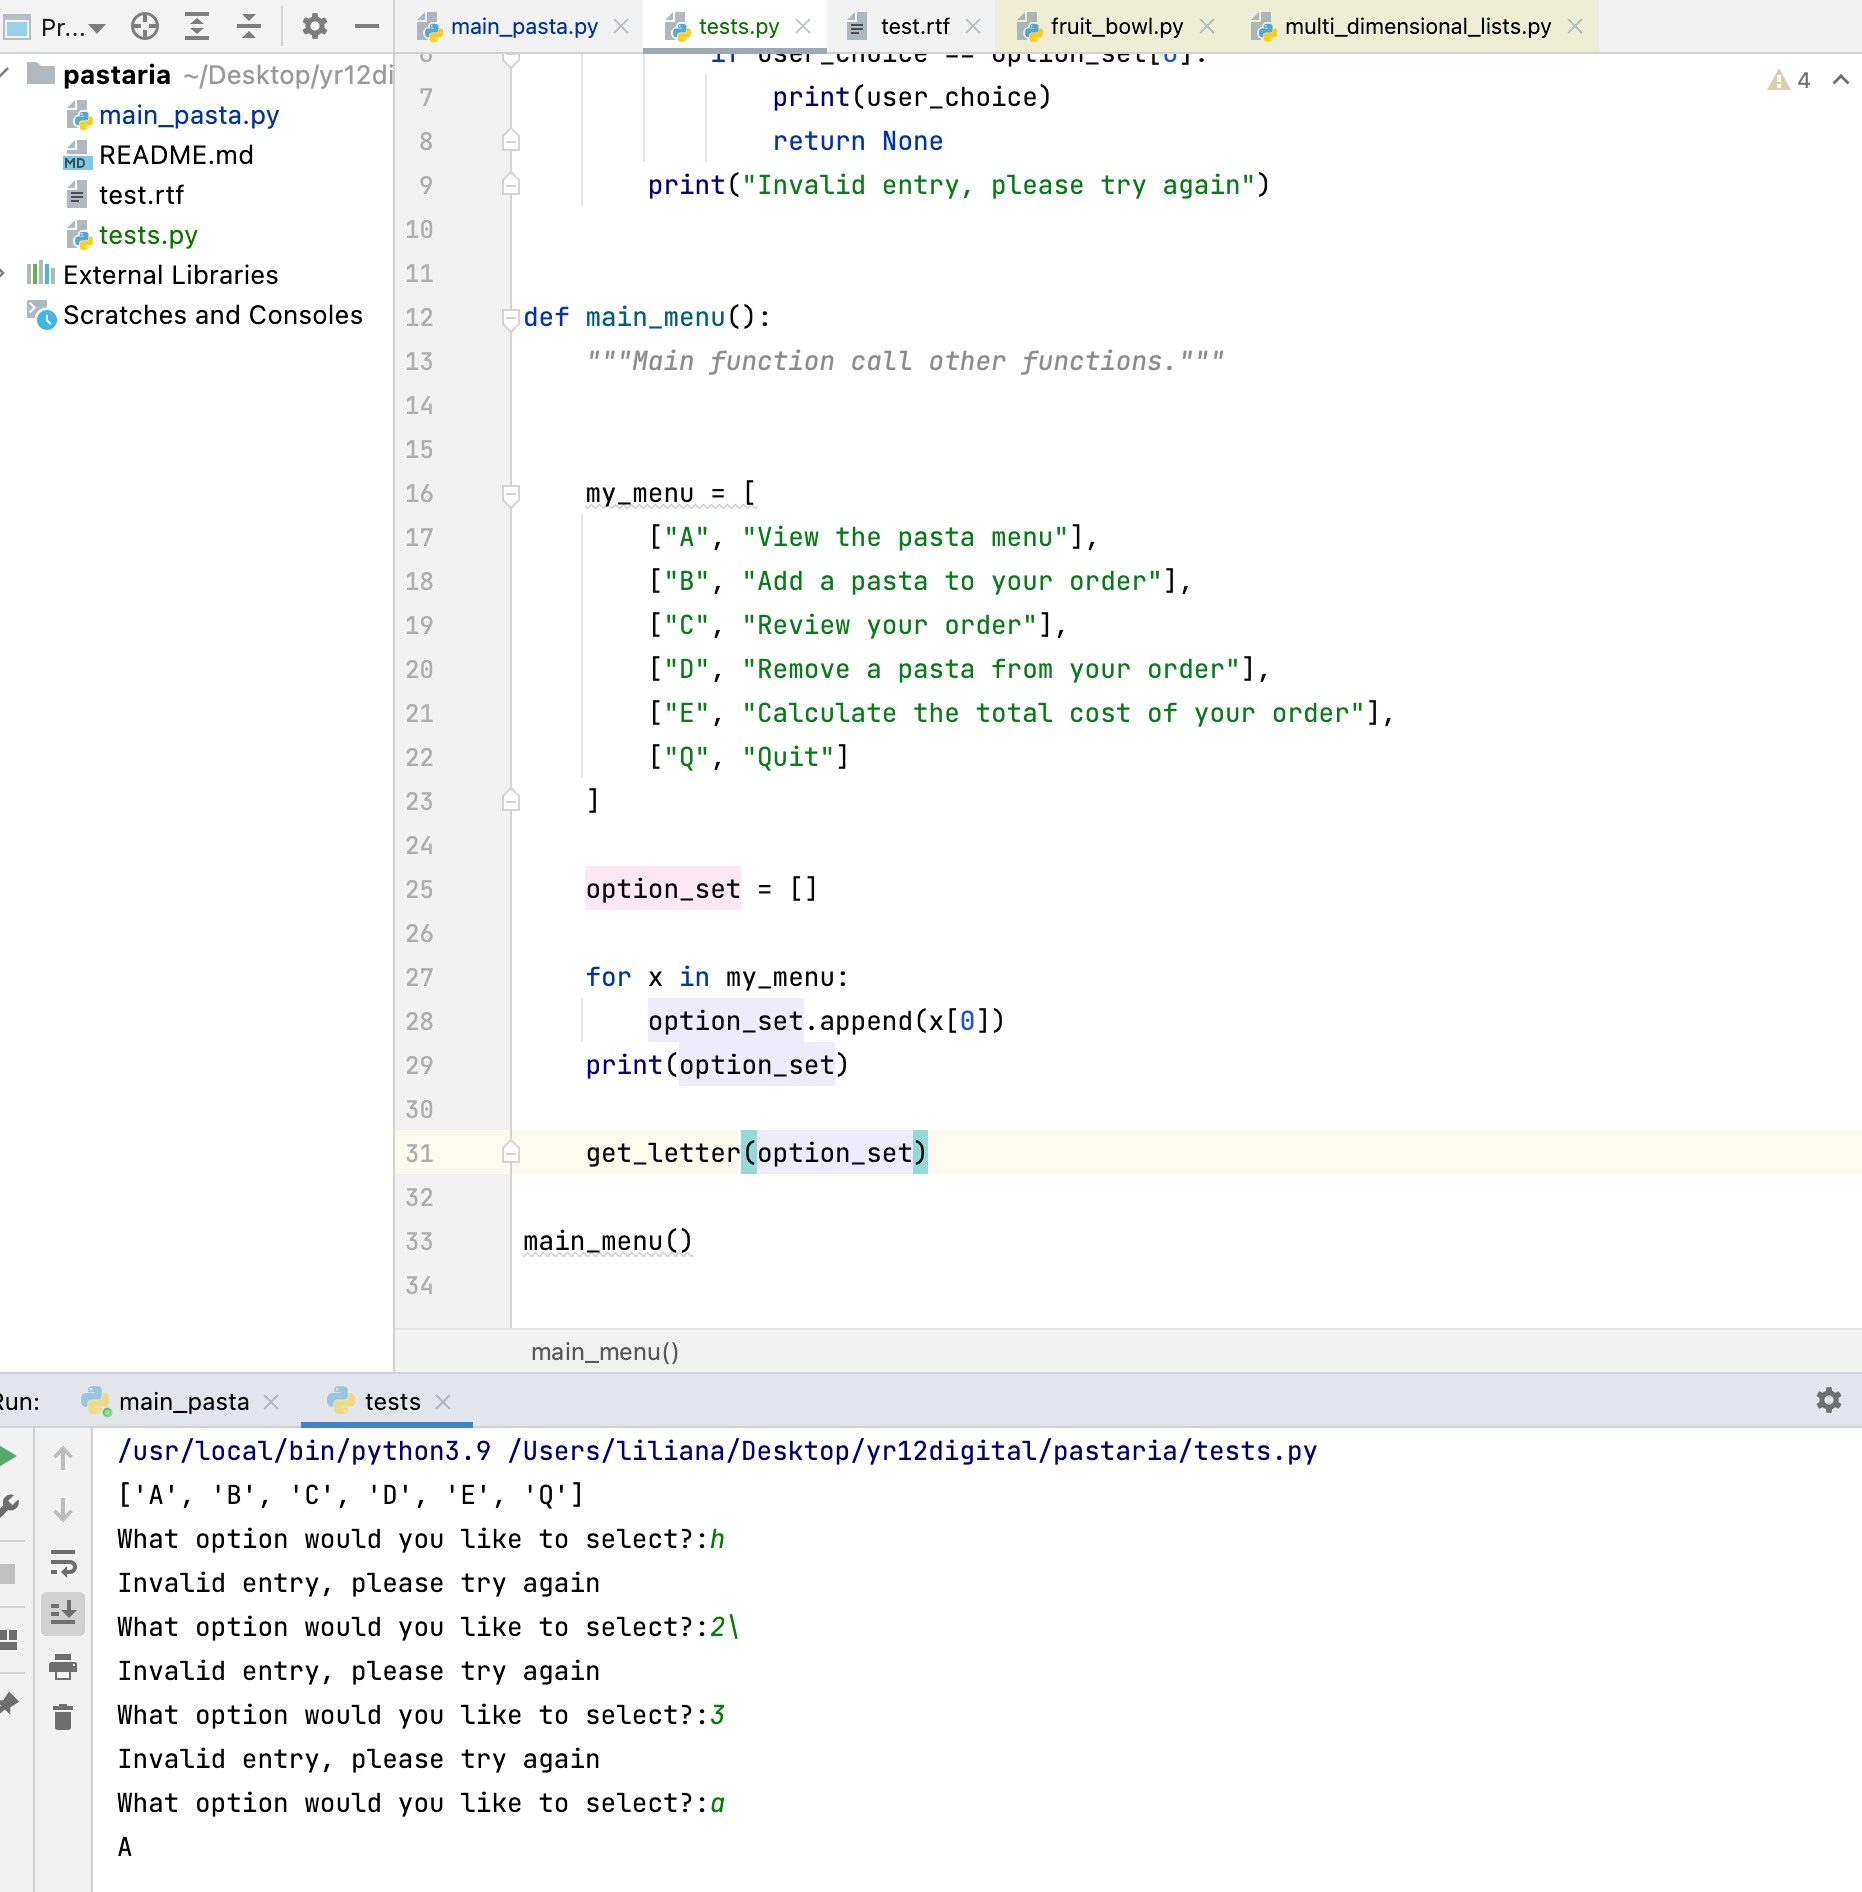 Pr...
main_pasta.py
tests.py
test.rtf
fruit_bowl.py
multi_dimensional_lists.py
pastaria ~/Desktop/yr12di
main_pasta.py
README.md
test.rtf
tests.py
External Libraries
Scratches and Consoles
4
6 if user_choice == option_set[0]:
7 print(user_choice)
8 return None
9 print("Invalid entry, please try again")
10
11
12 def main_menu():
13 """Main function call other functions."""
14
15
16 my_menu = [
17 ["A", "View the pasta menu"],
18 ["B", "Add a pasta to your order"],
19 ["C", "Review your order"],
20 ["D", "Remove a pasta from your order"],
21 ["E", "Calculate the total cost of your order"],
22 ["Q", "Quit"]
23 ]
24
25 option_set = []
26
27 for x in my_menu:
28 option_set.append(x[0])
29 print(option_set)
30
31 get_letter(option_set)
32
33 main_menu()
34
main_menu()
Run:
main_pasta
tests
/usr/local/bin/python3.9 /Users/liliana/Desktop/yr12digital/pastaria/tests.py
['A', 'B', 'C', 'D', 'E', 'Q']
What option would you like to select?:h
Invalid entry, please try again
What option would you like to select?:2\
Invalid entry, please try again
What option would you like to select?:3
Invalid entry, please try again
What option would you like to select?:a
A